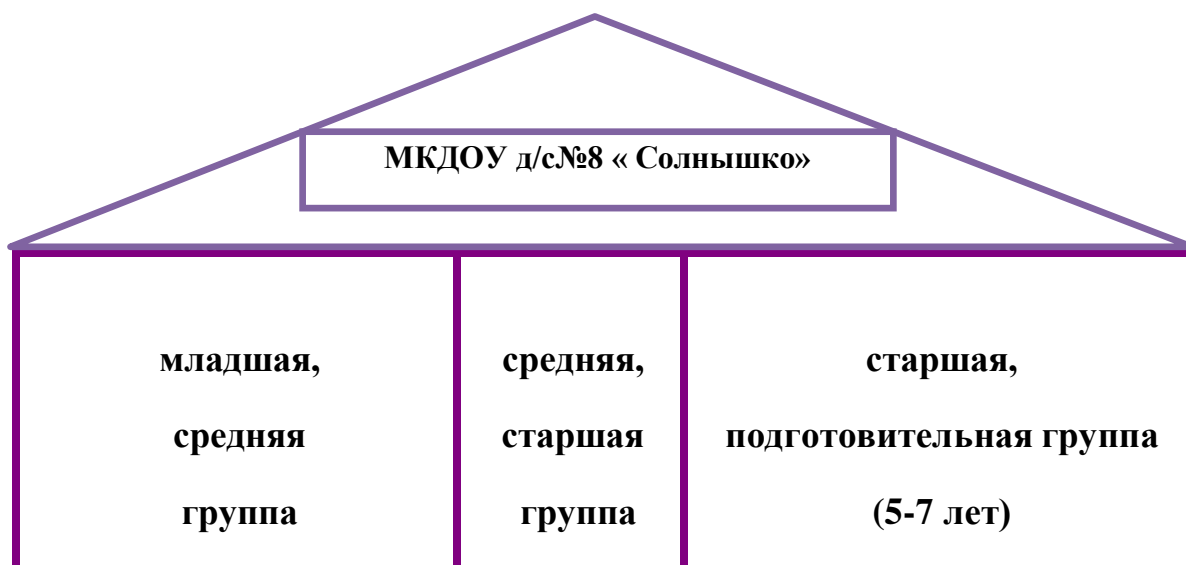 МКДОУ д/с№8 « Солнышко»
младшая,
средняя
группа
средняя,
старшая
группа
старшая,
подготовительная группа
(5-7 лет)